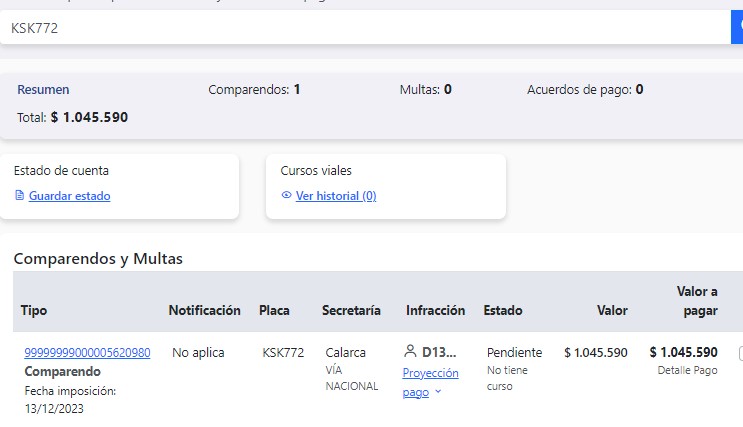 KSK772
Resumen
Comparendos: 1
Multas: 0
Acuerdos de pago: 0
Total: $ 1.045.590
Estado de cuenta
Guardar estado
Cursos viales
Ver historial (0)
Comparendos y Multas
Tipo
Notificación
Placa
Secretaría
Infracción
Estado
Valor
Valor a
pagar
99999999000005620980
Comparendo
Fecha imposición:
13/12/2023
No aplica
KSK772
Calarca
VÍA
NACIONAL
D13...
Proyección
pago
Pendiente
No tiene
curso
$ 1.045.590
$ 1.045.590
Detalle Pago